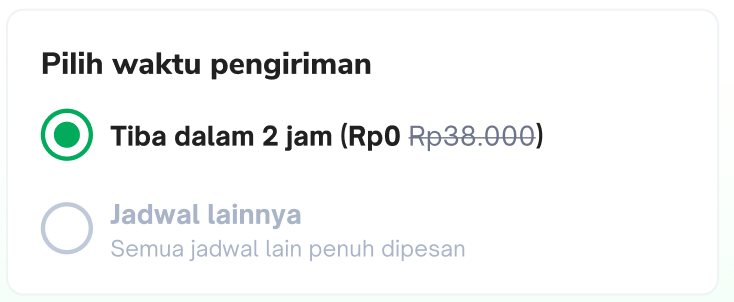 Pilih waktu pengiriman
Tiba dalam 2 jam (Rp0 Rp38.000)
Jadwal lainnya
Semua jadwal lain penuh dipesan